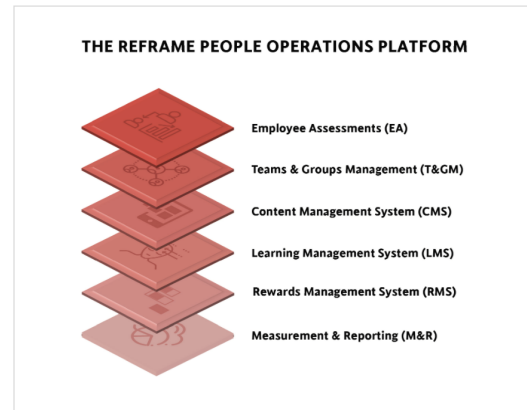 THE REFRAME PEOPLE OPERATIONS PLATFORM
Employee Assessments (EA)
Teams & Groups Management (T&GM)
Content Management System (CMS)
Learning Management System (LMS)
Rewards Management System (RMS)
Measurement & Reporting (M&R)